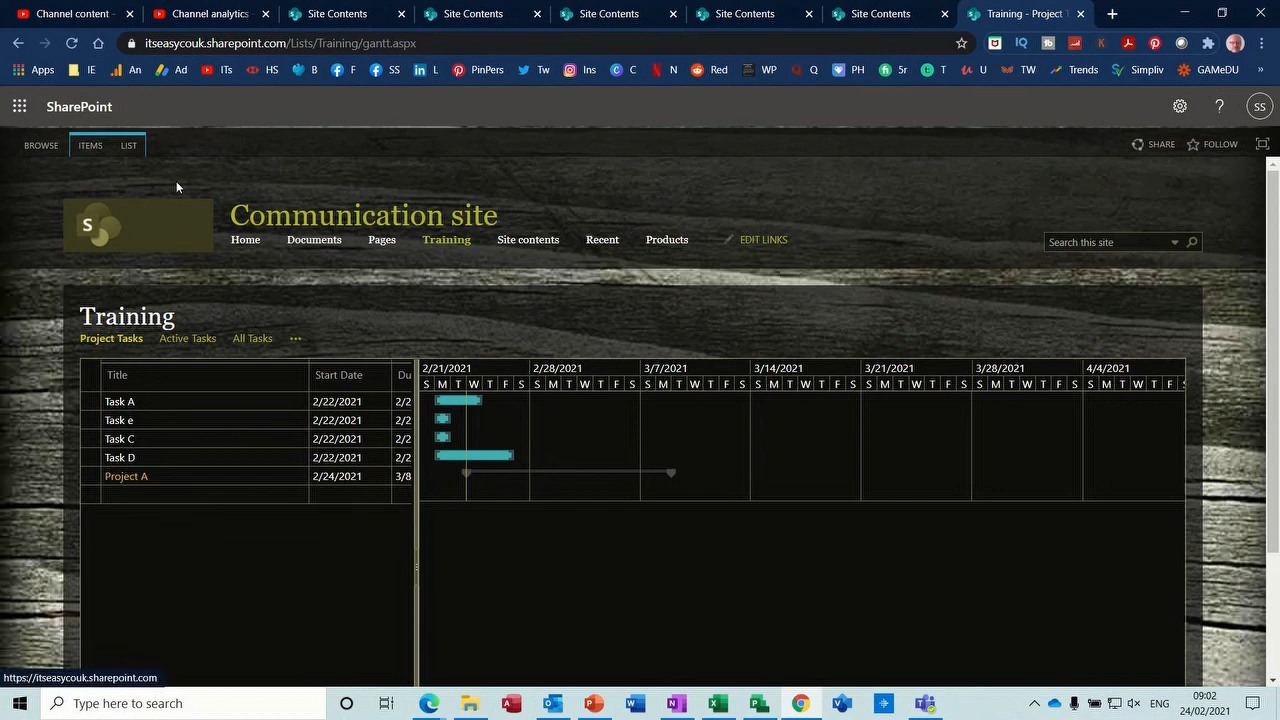 Channel content -
Channel analytics
Site Contents
Site Contents
Site Contents
Site Contents
Site Contents
Training - Project T
itseasycouk.sharepoint.com/Lists/Training/gantt.aspx
Apps
IE
An
Ad
ITs
HS
B
F
SS
L
PinPers
Tw
Ins
C
N
Red
WP
Q
PH
5r
T
U
TW
Trends
Simpliv
GAMeDU
»
SharePoint
?
SS
BROWSE
ITEMS
LIST
SHARE
FOLLOW
S
Communication site
Home
Documents
Pages
Training
Site contents
Recent
Products
EDIT LINKS
Search this site
Training
Project Tasks
Active Tasks
All Tasks
Title
Start Date
Du
2/21/2021
2/28/2021
3/7/2021
3/14/2021
3/21/2021
3/28/2021
4/4/2021
S M T W T F S S M T W T F S S M T W T F S S M T W T F S S M T W T F S S M T W T F S S M T W T F S
Task A 2/22/2021 2/2
Task e 2/22/2021 2/2
Task C 2/22/2021 2/2
Task D 2/22/2021 2/2
Project A 2/24/2021 3/8
https://itseasycouk.sharepoint.com
Type here to search
ENG
09:02
24/02/2021